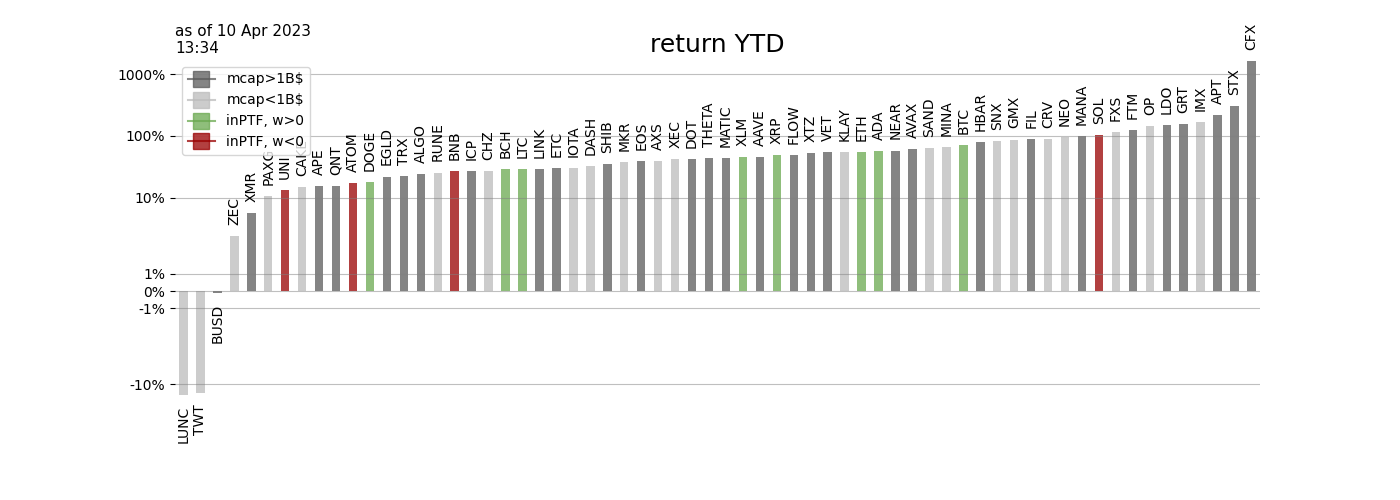 as of 10 Apr 2023
13:34
return YTD
mcap>1B$
mcap<1B$
inPTF, w>0
inPTF, w<0
1000%
100%
10%
1%
0%
-1%
-10%
LUNC
TWT
BUSD
ZEC
XMR
PAXG
UNI
CAKE
APE
QNT
ATOM
DOGE
EGLD
TRX
ALGO
RUNE
BNB
ICP
CHZ
BCH
LTC
LINK
ETC
IOTA
DASH
SHIB
MKR
EOS
AXS
XEC
DOT
THETA
MATIC
XLM
AAVE
XRP
FLOW
XTZ
VET
KLAY
ETH
ADA
NEAR
AVAX
SAND
MINA
BTC
HBAR
SNX
GMX
FIL
CRV
NEO
MANA
SOL
FXS
FTM
OP
LDO
GRT
IMX
APT
STX
CFX